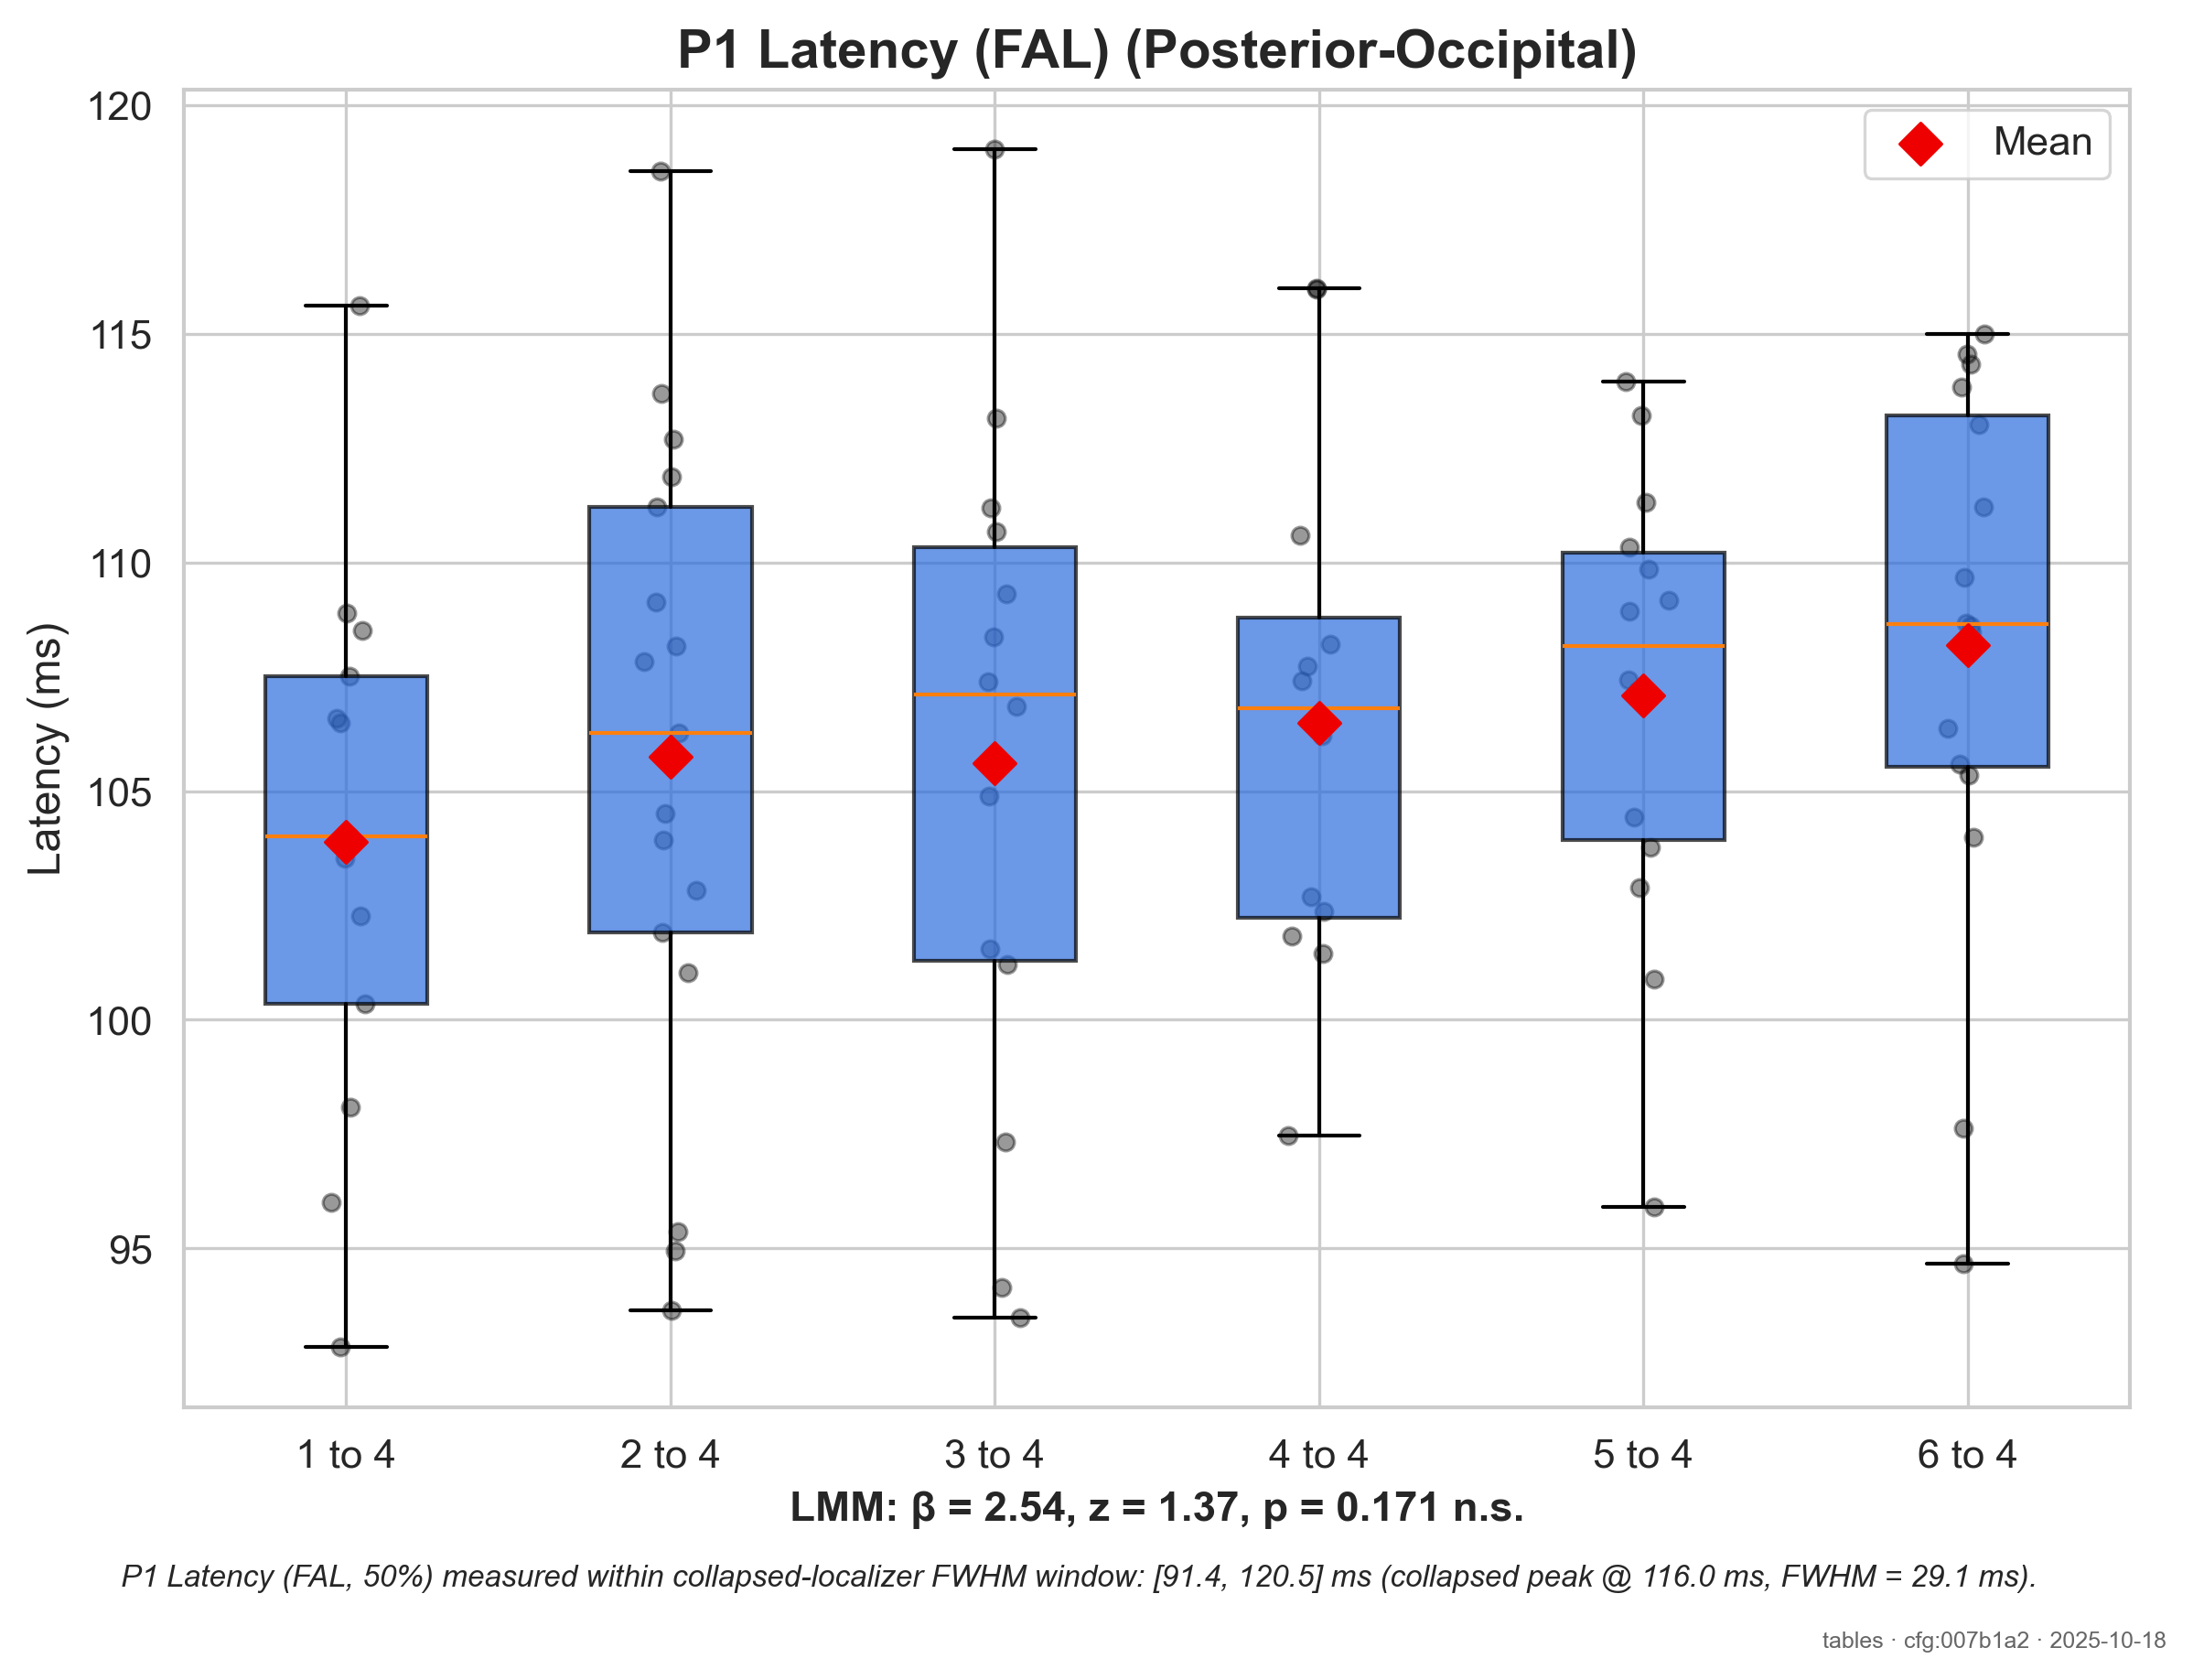 P1 Latency (FAL) (Posterior-Occipital)
Mean
120
115
110
105
100
95
Latency (ms)
1 to 4 2 to 4 3 to 4 4 to 4 5 to 4 6 to 4
LMM: β = 2.54, z = 1.37, p = 0.171 n.s.
P1 Latency (FAL, 50%) measured within collapsed-localizer FWHM window: [91.4, 120.5] ms (collapsed peak @ 116.0 ms, FWHM = 29.1 ms).
tables · cfg:007b1a2 · 2025-10-18